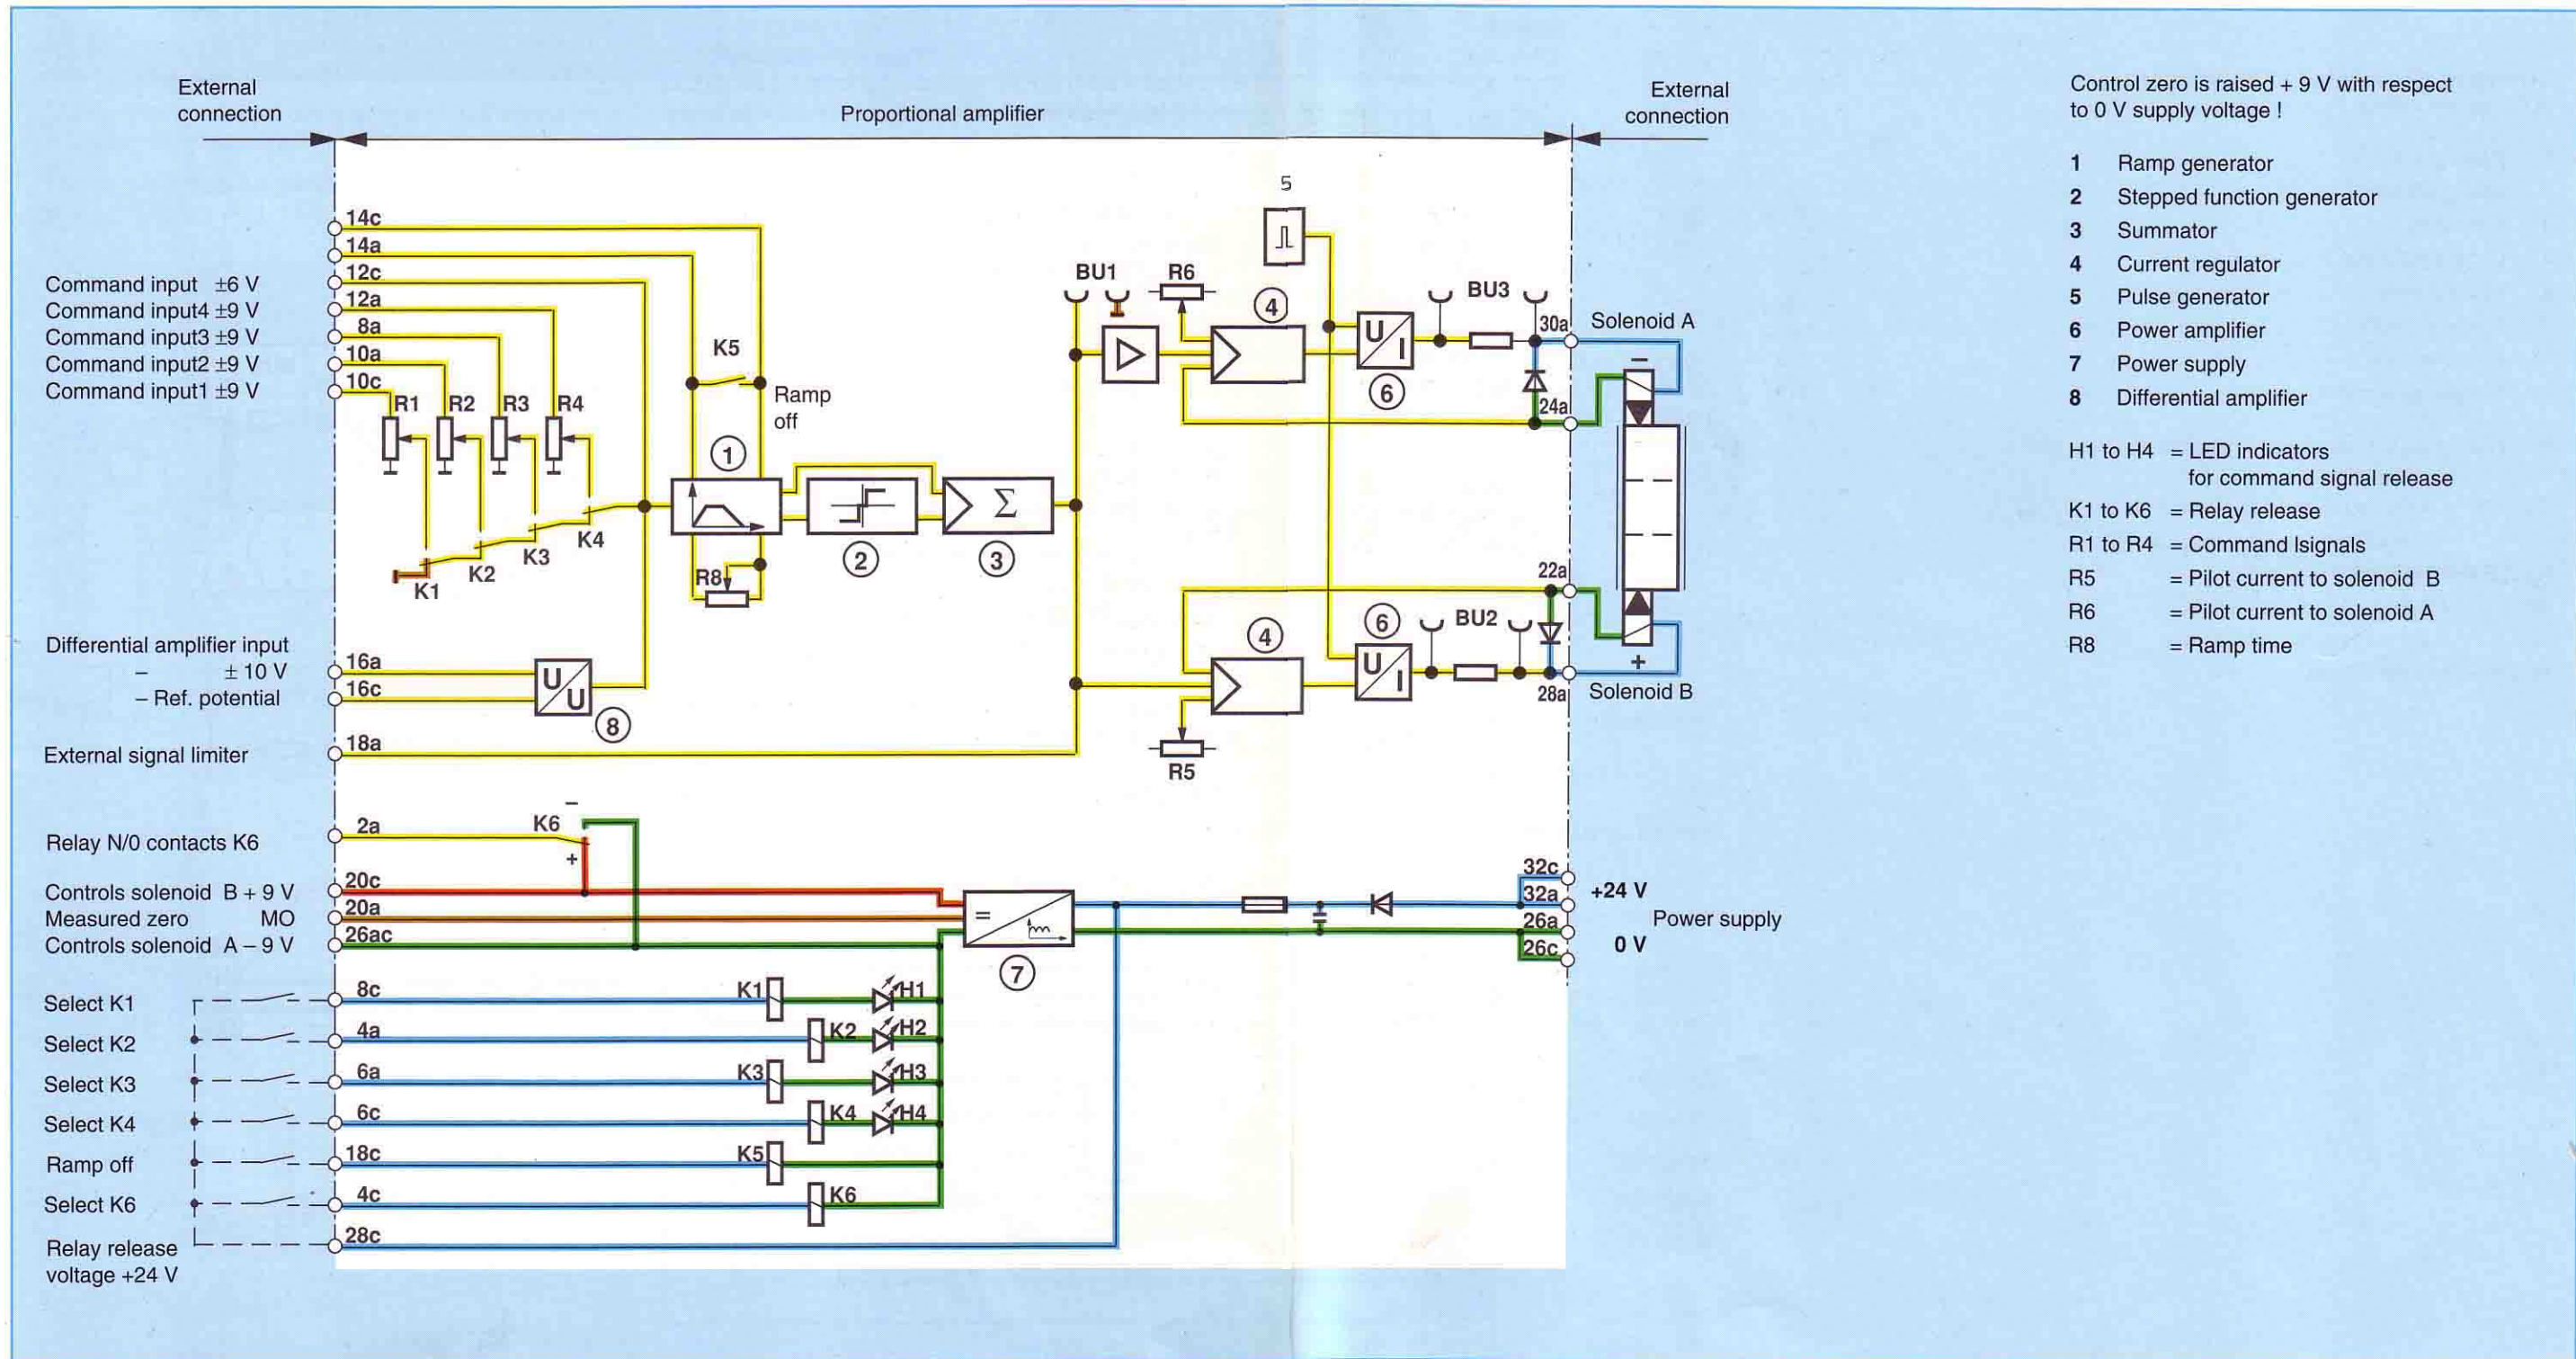 External
connection
Proportional amplifier
External
connection
Control zero is raised + 9 V with respect
to 0 V supply voltage !
1 Ramp generator
2 Stepped function generator
3 Summator
4 Current regulator
5 Pulse generator
6 Power amplifier
7 Power supply
8 Differential amplifier
H1 to H4 = LED indicators
for command signal release
K1 to K6 = Relay release
R1 to R4 = Command lsignals
R5 = Pilot current to solenoid B
R6 = Pilot current to solenoid A
R8 = Ramp time
14c
14a
Command input ±6 V 12c
Command input4 ±9 V 12a
Command input3 ±9 V 8a
Command input2 ±9 V 10a
Command input1 ±9 V 10c
R1 R2 R3 R4
K1 K2 K3 K4
K5
Ramp
off
1
R8
2
3
Σ
BU1
R6
4
5
U
I
6
BU3
30a
Solenoid A
–
24a
22a
4
6
U
I
BU2
+
28a
Solenoid B
R5
Differential amplifier input
– ± 10 V 16a
– Ref. potential 16c
U
U
8
External signal limiter 18a
Relay N/0 contacts K6 2a
K6
–
+
Controls solenoid B + 9 V 20c
Measured zero MO 20a
Controls solenoid A – 9 V 26ac
=
7
32c
32a
+24 V
26a
Power supply
26c
0 V
Select K1 8c K1 H1
Select K2 4a K2 H2
Select K3 6a K3 H3
Select K4 6c K4 H4
Ramp off 18c K5
Select K6 4c K6
Relay release
voltage +24 V
28c